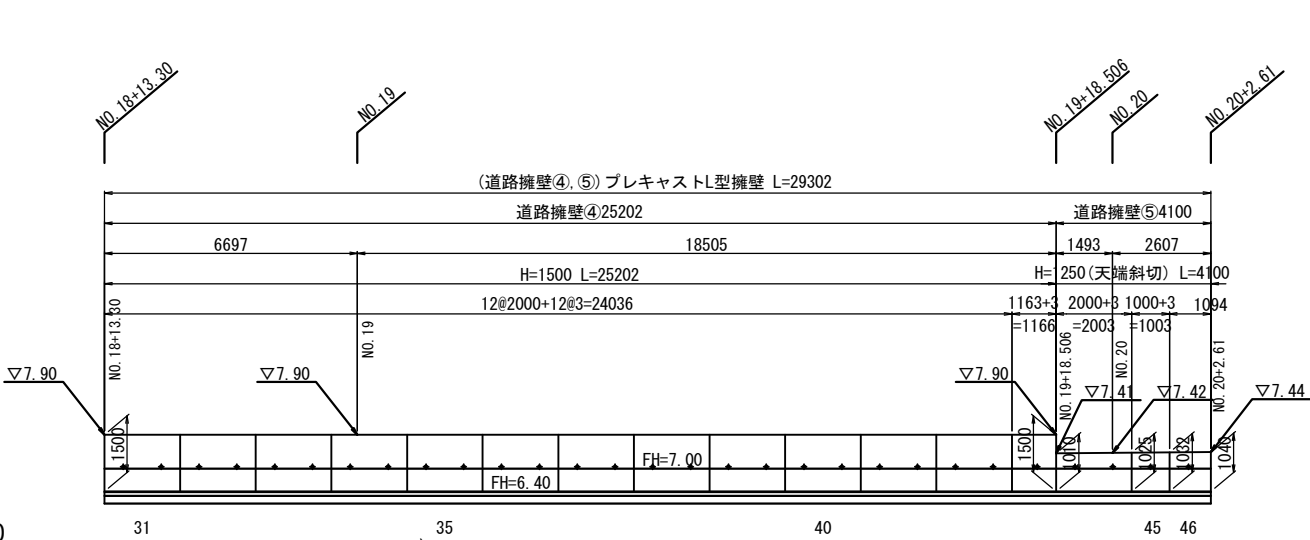 NO.18+13.30
NO.19
NO.19+18.506
NO.20
NO.20+2.61
(道路擁壁④,⑤)プレキャストL型擁壁 L=29302
道路擁壁④25202
道路擁壁⑤4100
6697
18505
1493
2607
H=1500 L=25202
H=1250(天端斜切) L=4100
12@2000+12@3=24036
1163+3
=1166
2000+3
=2003
1000+3
=1003
1094
NO.18+13.30
NO.19
NO.19+18.506
NO.20
NO.20+2.61
▽7.90
▽7.90
▽7.90
▽7.41
▽7.42
▽7.44
1500
1500
1010
1025
1032
1040
FH=7.00
FH=6.40
0
31
35
40
45
46